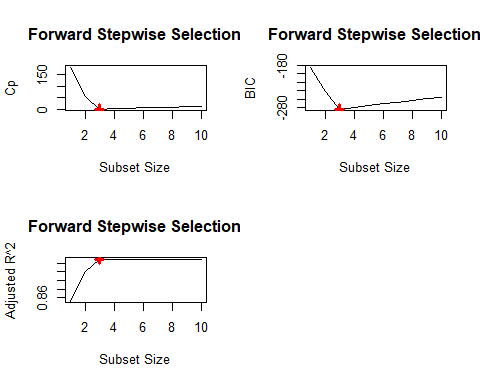 Forward Stepwise Selection
Cp
0
150
2 4 6 8 10
Subset Size
Forward Stepwise Selection
BIC
-280
-180
2 4 6 8 10
Subset Size
Forward Stepwise Selection
Adjusted R^2
0.86
2 4 6 8 10
Subset Size